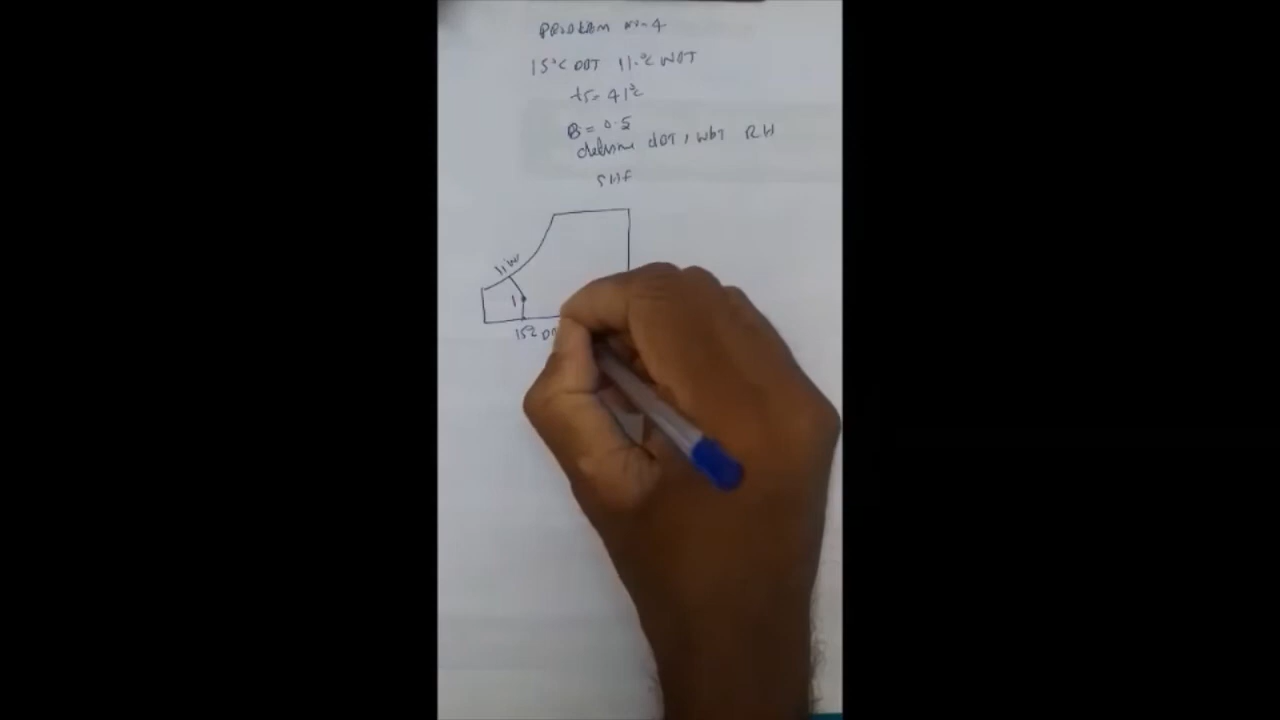 PROBLEM NO-4
15°C DBT 11.°C WBT
ts= 41°C
B= 0.5
determine dBT, WbT RH
SHF
11°W
1
15°C